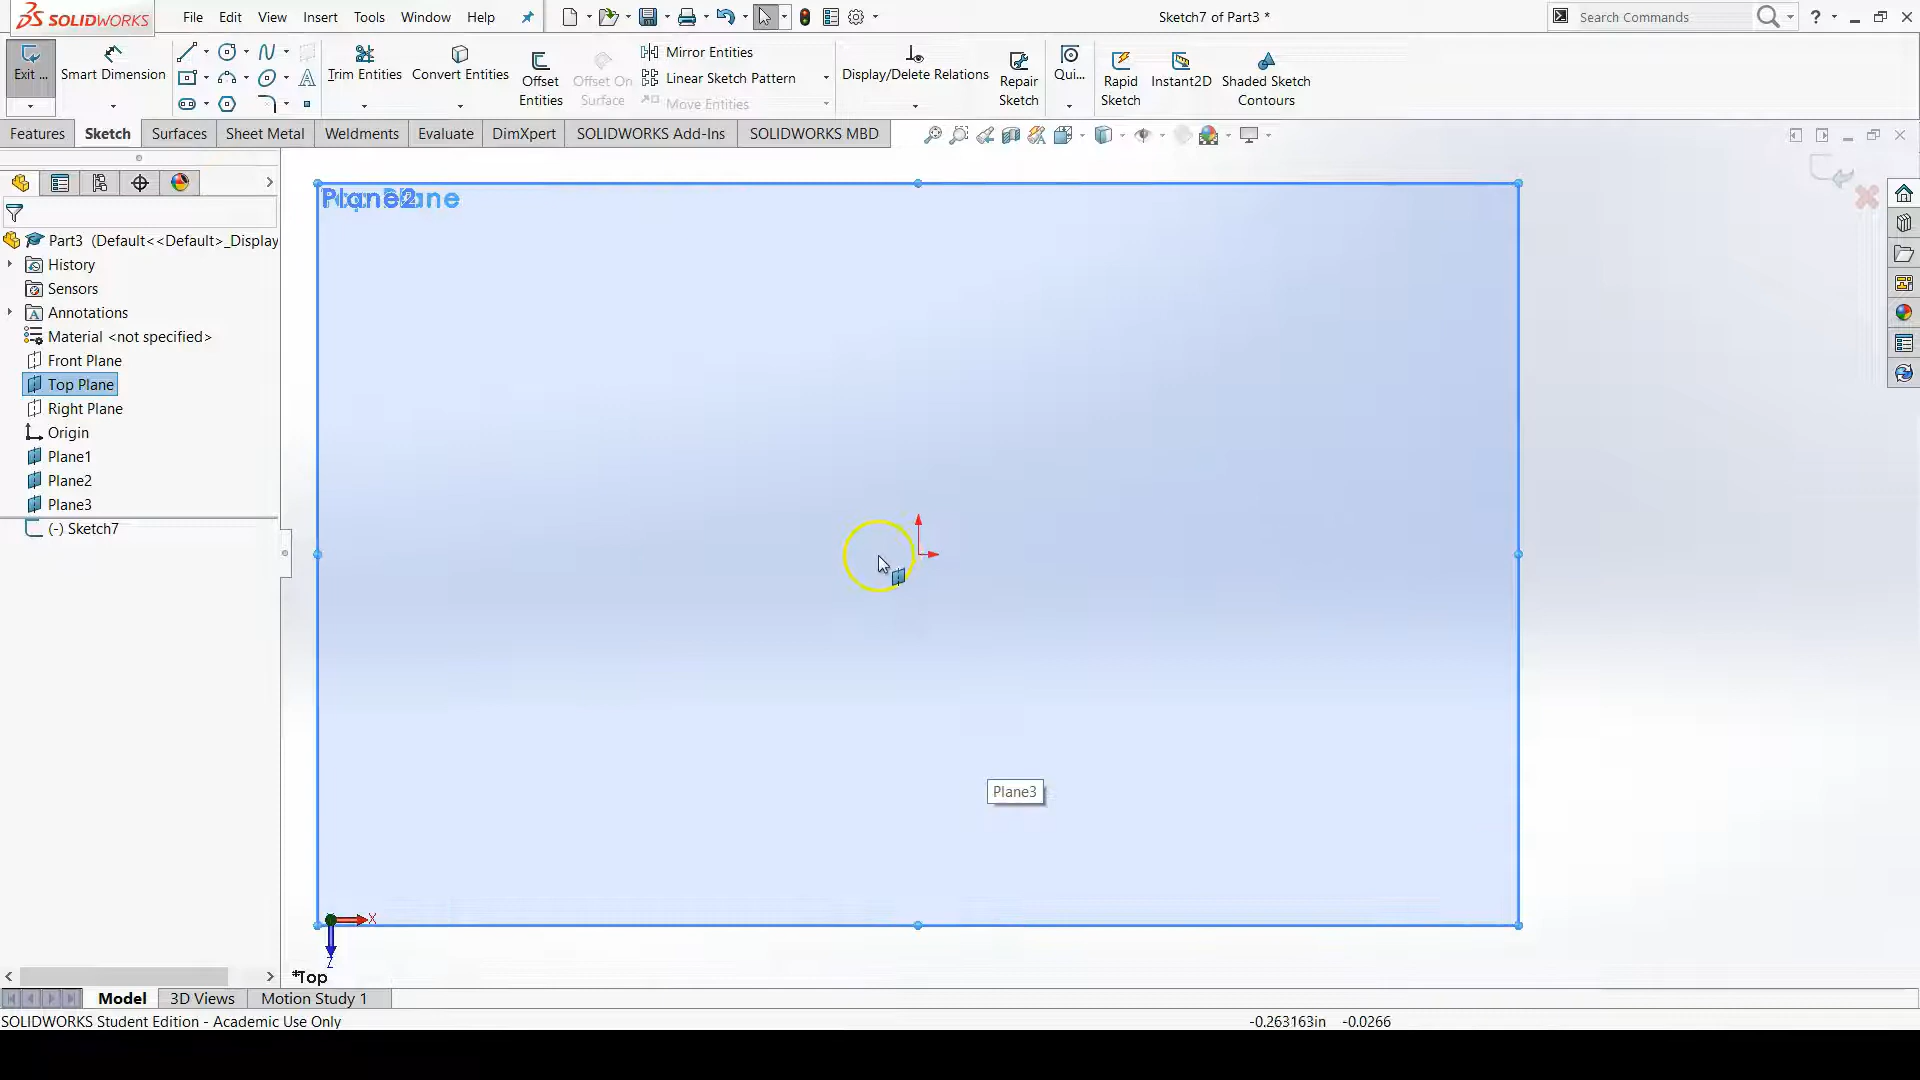 SOLIDWORKS File Edit View Insert Tools Window Help Sketch7 of Part3 * Search Commands ?
Exit ... Smart Dimension Trim Entities Convert Entities Offset Entities Offset On Surface Mirror Entities Linear Sketch Pattern Move Entities Display/Delete Relations Repair Sketch Qui... Rapid Sketch Instant2D Shaded Sketch Contours
Features Sketch Surfaces Sheet Metal Weldments Evaluate DimXpert SOLIDWORKS Add-Ins SOLIDWORKS MBD
Plane2
Plane
Part3 (Default<<Default>_Display
History
Sensors
Annotations
Material <not specified>
Front Plane
Top Plane
Right Plane
Origin
Plane1
Plane2
Plane3
(-) Sketch7
Plane3
X
Z
*Top
Model 3D Views Motion Study 1
SOLIDWORKS Student Edition - Academic Use Only -0.263163in -0.0266